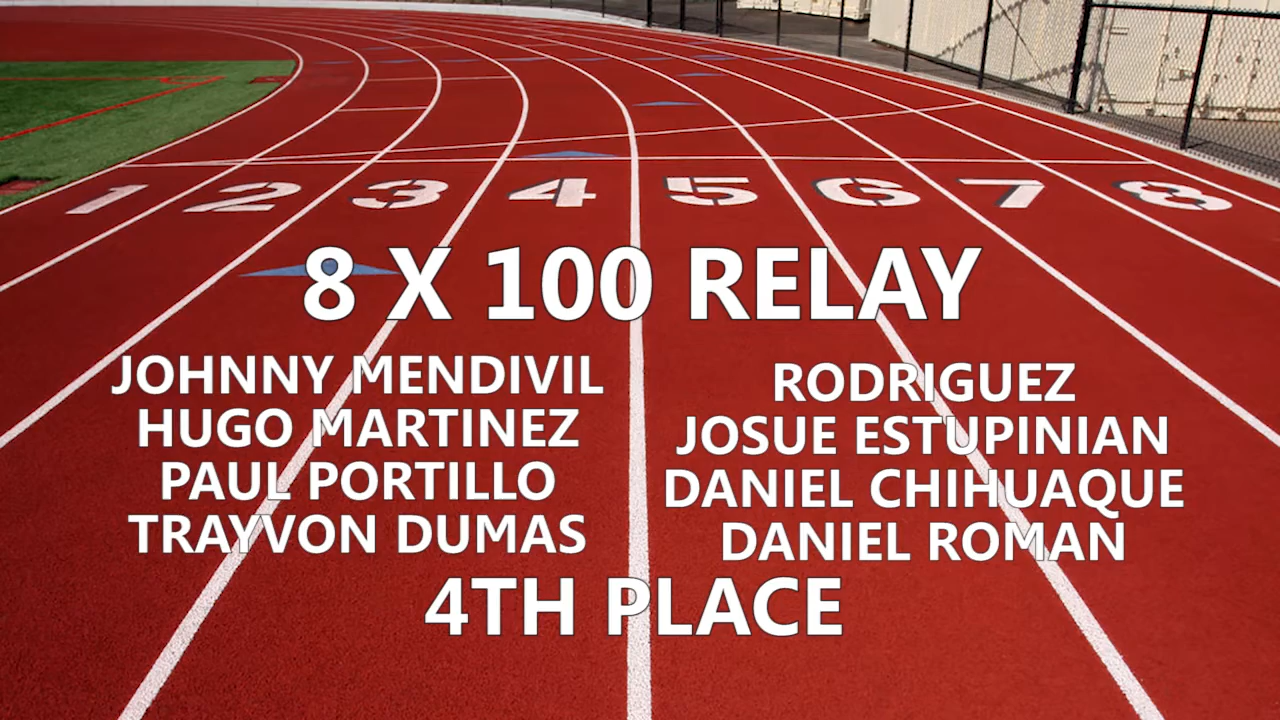 1 2 3 4 5 6 7 8
8 X 100 RELAY
JOHNNY MENDIVIL
HUGO MARTINEZ
PAUL PORTILLO
TRAYVON DUMAS
RODRIGUEZ
JOSUE ESTUPINIAN
DANIEL CHIHUAQUE
DANIEL ROMAN
4TH PLACE